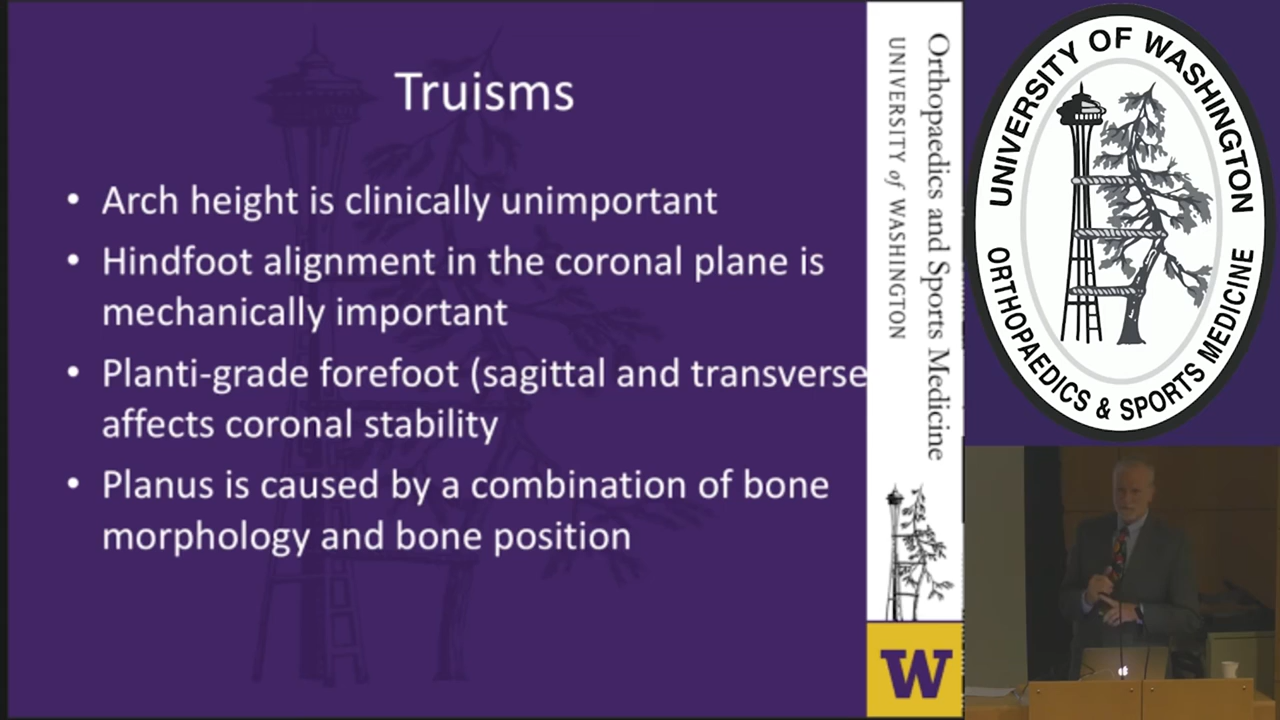 Truisms
• Arch height is clinically unimportant
• Hindfoot alignment in the coronal plane is
mechanically important
• Planti-grade forefoot (sagittal and transverse
affects coronal stability
• Planus is caused by a combination of bone
morphology and bone position
Orthopaedics and Sports Medicine
UNIVERSITY of WASHINGTON
W
UNIVERSITY OF WASHINGTON
ORTHOPAEDICS & SPORTS MEDICINE